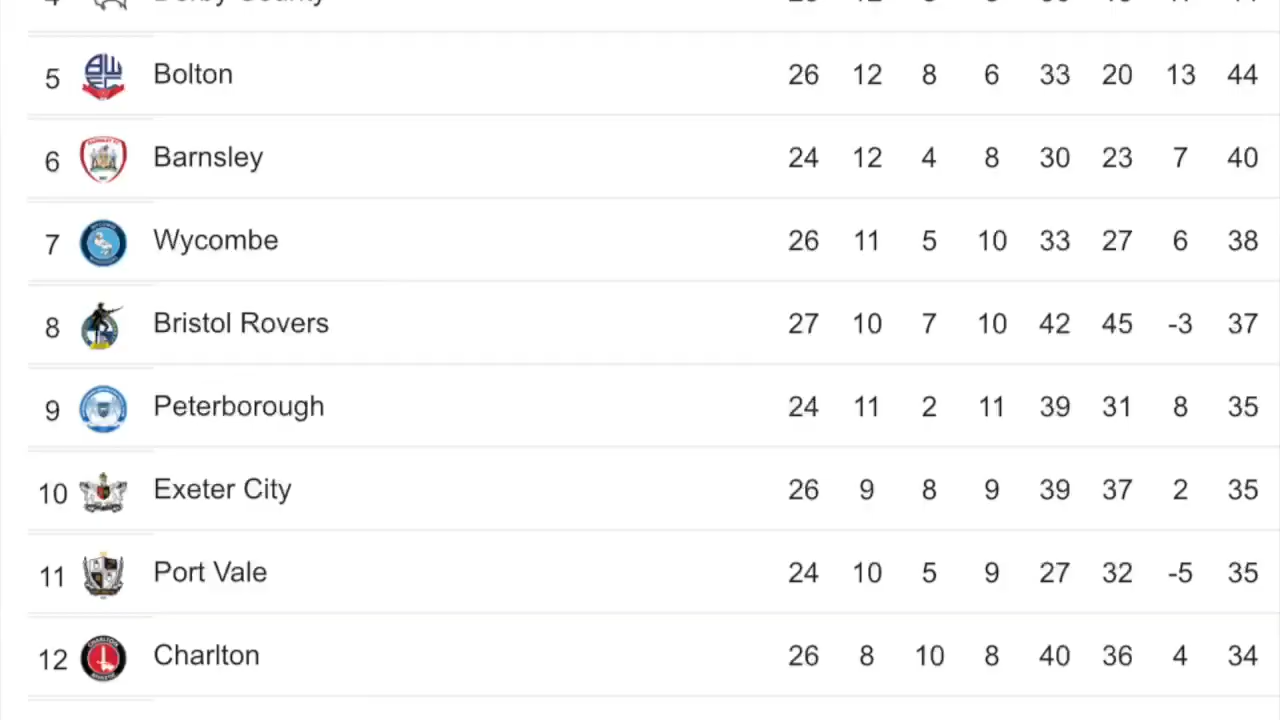 5 Bolton 26 12 8 6 33 20 13 44
6 Barnsley 24 12 4 8 30 23 7 40
7 Wycombe 26 11 5 10 33 27 6 38
8 Bristol Rovers 27 10 7 10 42 45 -3 37
9 Peterborough 24 11 2 11 39 31 8 35
10 Exeter City 26 9 8 9 39 37 2 35
11 Port Vale 24 10 5 9 27 32 -5 35
12 Charlton 26 8 10 8 40 36 4 34